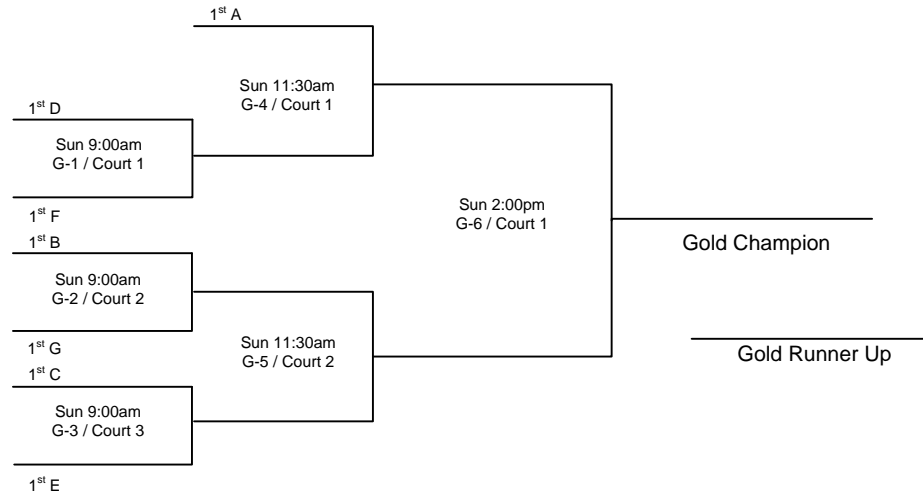 1st A
Sun 11:30am
G-4 / Court 1
1st D
Sun 9:00am
G-1 / Court 1
1st F
Sun 2:00pm
G-6 / Court 1
Gold Champion
1st B
Sun 9:00am
G-2 / Court 2
1st G
Sun 11:30am
G-5 / Court 2
Gold Runner Up
1st C
Sun 9:00am
G-3 / Court 3
1st E